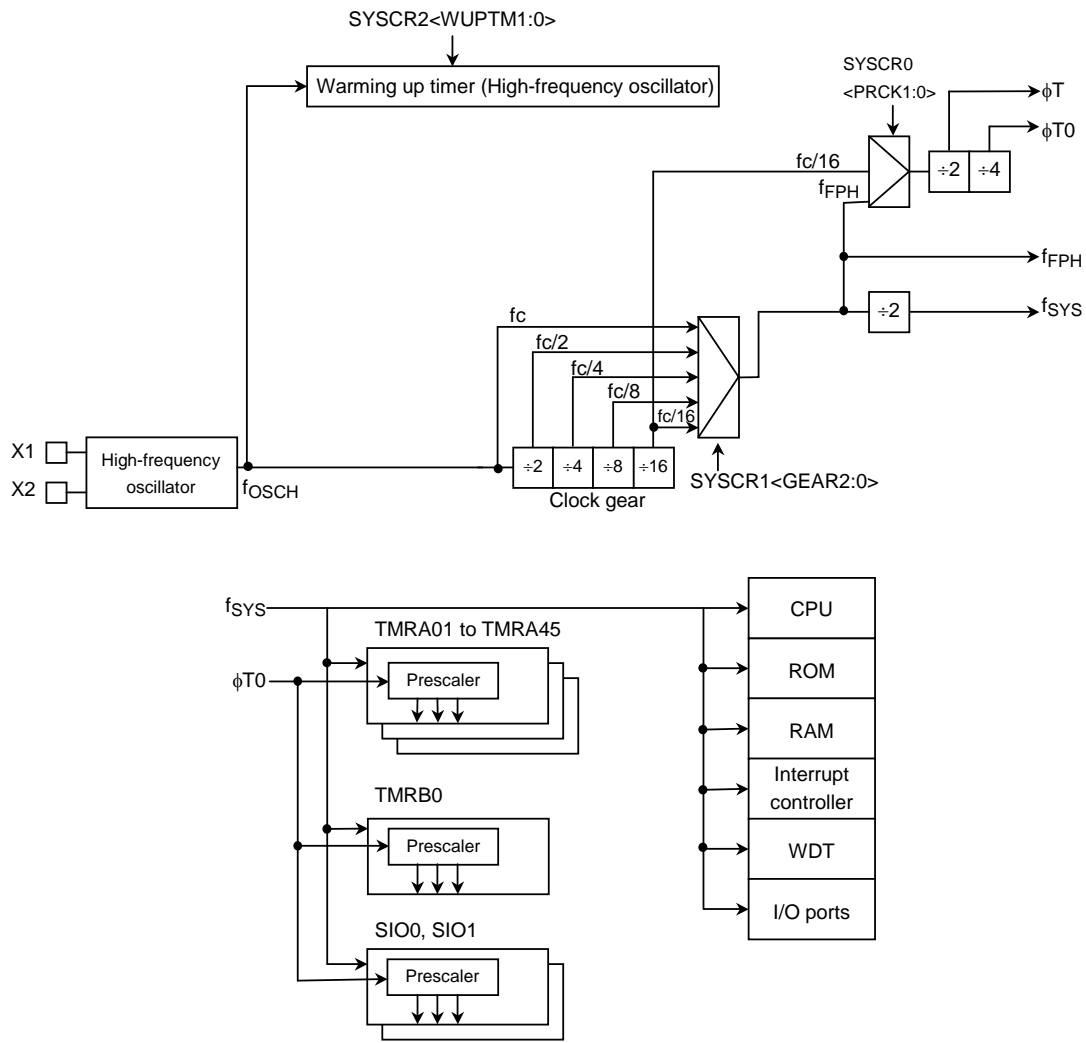 SYSCR2<WUPTM1:0>
Warming up timer (High-frequency oscillator)
SYSCR0
<PRCK1:0>
ϕT
ϕT0
fc/16
fFPH
÷2
÷4
fFPH
fSYS
÷2
fc
fc/2
fc/4
fc/8
fc/16
X1
X2
High-frequency
oscillator
fOSCH
÷2
÷4
÷8
÷16
Clock gear
SYSCR1<GEAR2:0>
fSYS
TMRA01 to TMRA45
ϕT0
Prescaler
TMRB0
Prescaler
SIO0, SIO1
Prescaler
CPU
ROM
RAM
Interrupt
controller
WDT
I/O ports